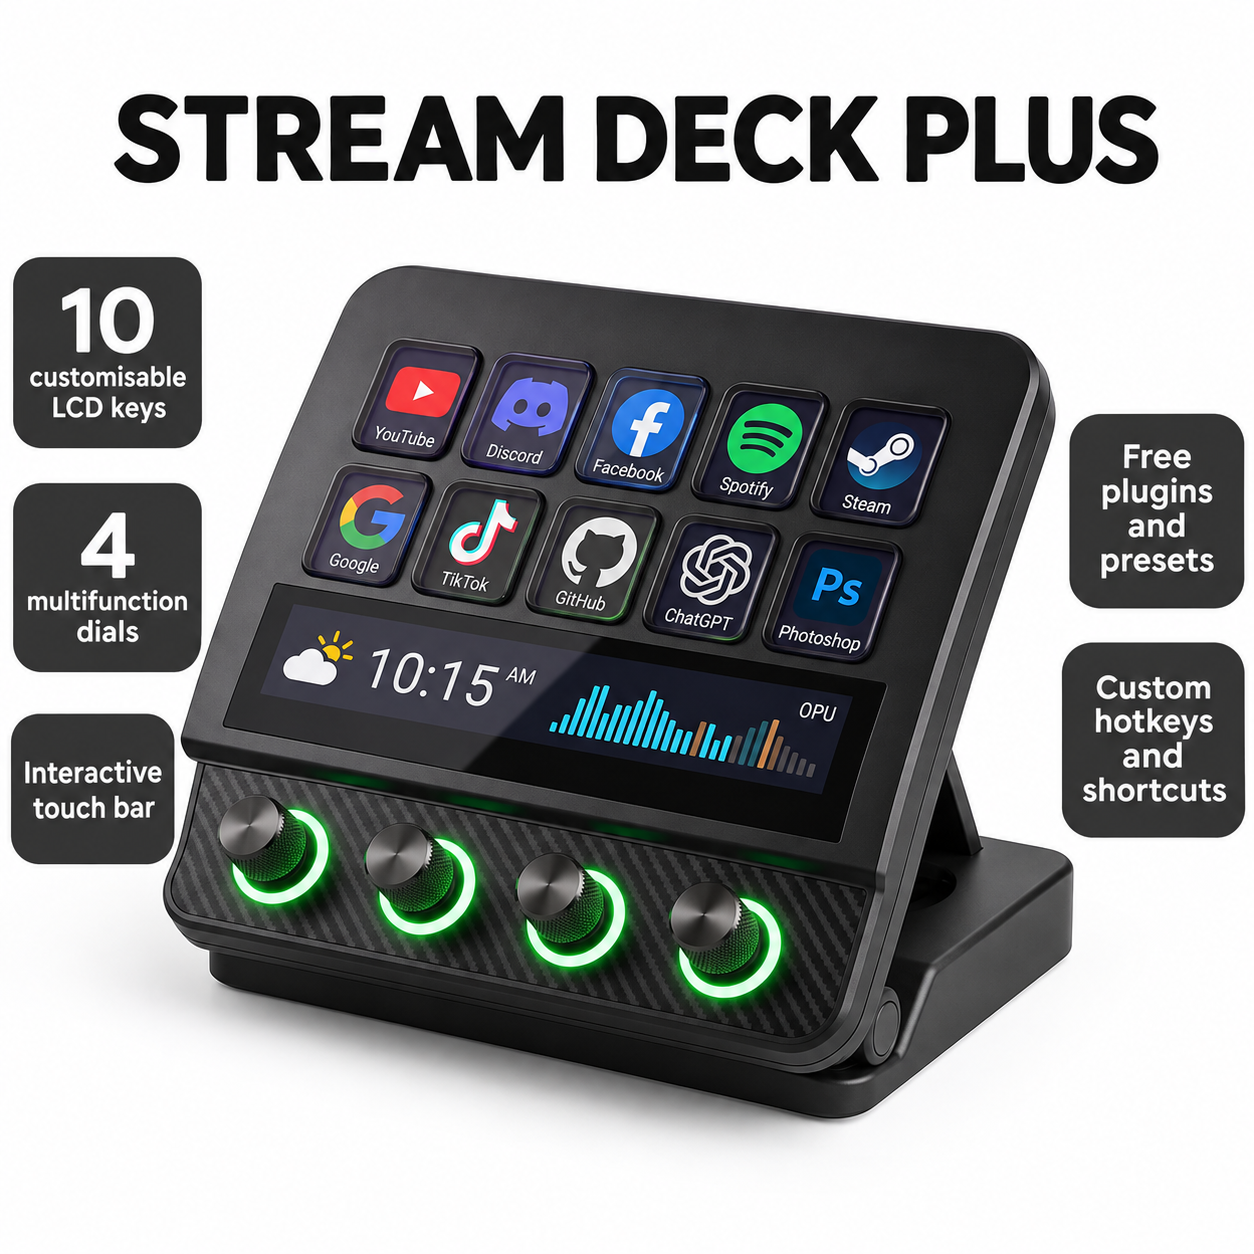 STREAM DECK PLUS
10
customisable
LCD keys
4
multifunction
dials
Interactive
touch bar
YouTube
Discord
Facebook
Spotify
Steam
Google
TikTok
GitHub
ChatGPT
Ps
Photoshop
10:15 AM
OPU
Free
plugins
and
presets
Custom
hotkeys
and
shortcuts